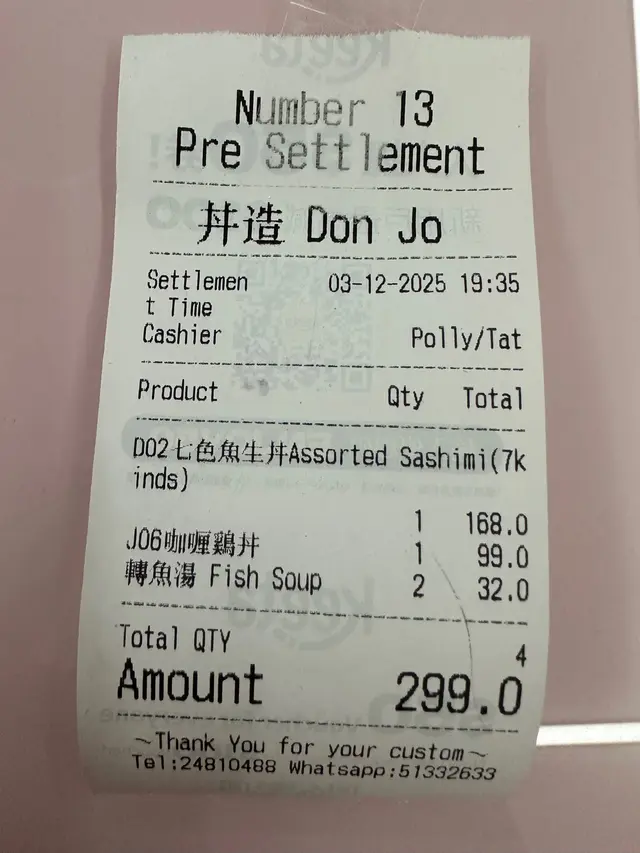 Number 13
Pre Settlement
丼造 Don Jo
Settlemen 03-12-2025 19:35
t Time
Cashier Polly/Tat
Product Qty Total
D02七色魚生丼Assorted Sashimi(7k
inds)
1 168.0
J06咖喱鷄丼 1 99.0
轉魚湯 Fish Soup 2 32.0
Total QTY 4
Amount 299.0
~Thank You for your custom~
Tel:24810488 Whatsapp:51332633